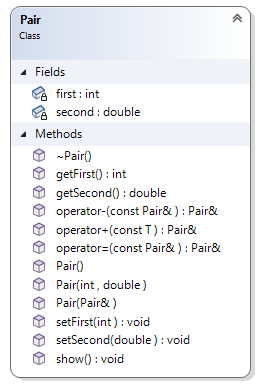 Pair
Class
Fields
first : int
second : double
Methods
~Pair()
getFirst() : int
getSecond() : double
operator-(const Pair& ) : Pair&
operator+(const T ) : Pair&
operator=(const Pair& ) : Pair&
Pair()
Pair(int , double )
Pair(Pair& )
setFirst(int ) : void
setSecond(double ) : void
show() : void